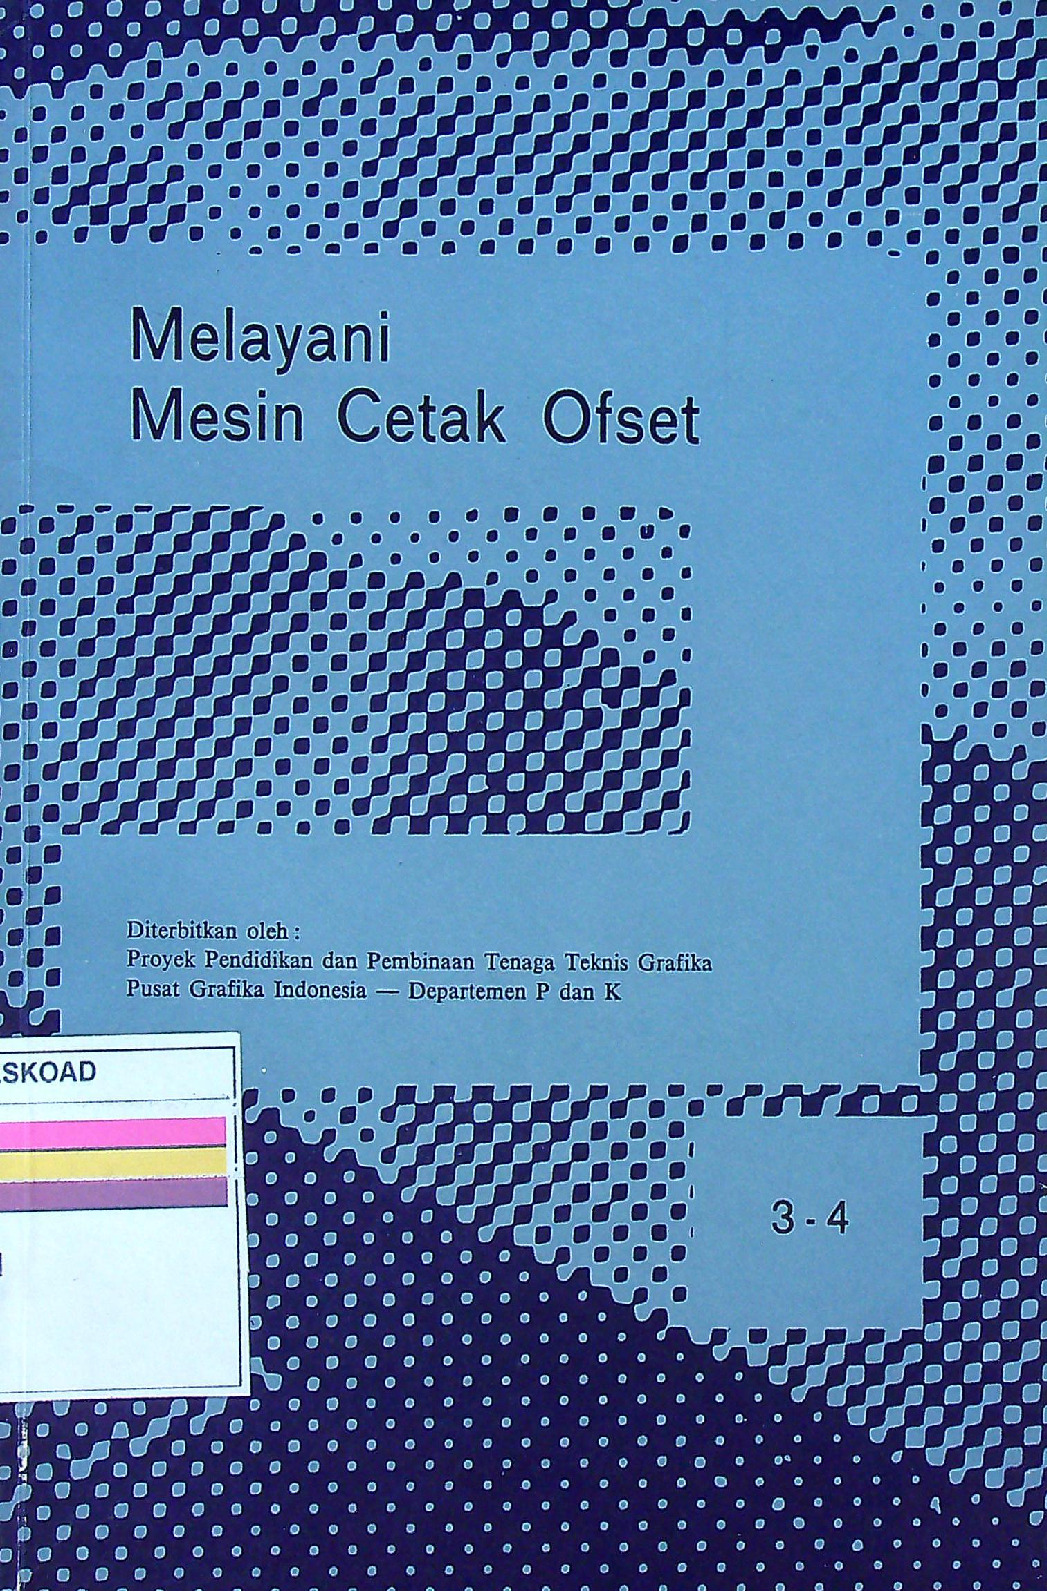 Melayani
Mesin Cetak Ofset
Diterbitkan oleh :
Proyek Pendidikan dan Pembinaan Tenaga Teknis Grafika
Pusat Grafika Indonesia — Departemen P dan K
SKOAD
3 - 4